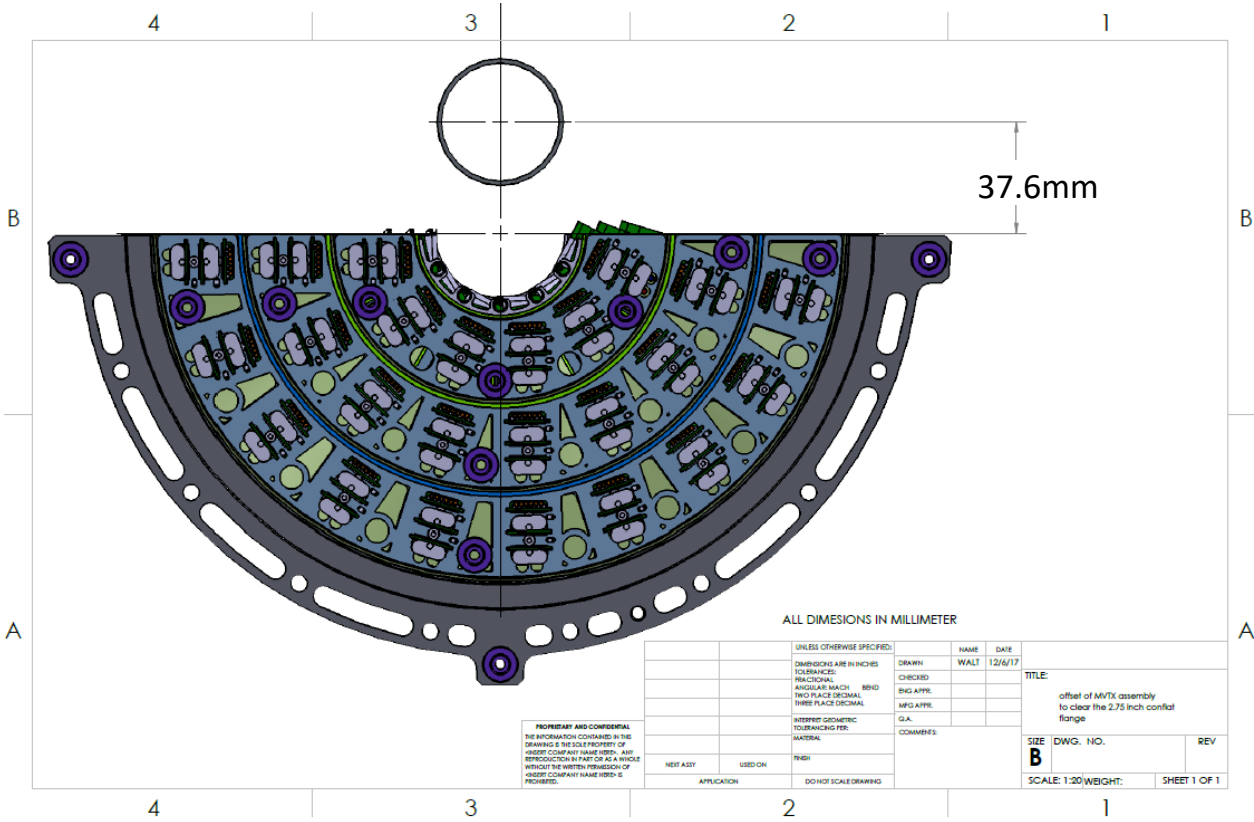 4 3 2 1
37.6mm
B B
A A
ALL DIMESIONS IN MILLIMETER
UNLESS OTHERWISE SPECIFIED:
DIMENSIONS ARE IN INCHES
TOLERANCES:
FRACTIONAL
ANGULAR: MACH BEND
TWO PLACE DECIMAL
THREE PLACE DECIMAL
INTERPRET GEOMETRIC
TOLERANCING PER:
MATERIAL
FINISH
DO NOT SCALE DRAWING
NAME DATE
DRAWN WALT 12/6/17
CHECKED
ENG APPR.
MFG APPR.
Q.A.
COMMENTS:
TITLE:
offset of MVTX assembly
to clear the 2.75 inch conflat
flange
SIZE DWG. NO. REV
B
SCALE: 1:20 WEIGHT: SHEET 1 OF 1
PROPRIETARY AND CONFIDENTIAL
THE INFORMATION CONTAINED IN THIS
DRAWING IS THE SOLE PROPERTY OF
<INSERT COMPANY NAME HERE>. ANY
REPRODUCTION IN PART OR AS A WHOLE
WITHOUT THE WRITTEN PERMISSION OF
<INSERT COMPANY NAME HERE> IS
PROHIBITED.
NEXT ASSY USED ON
APPLICATION
4 3 2 1